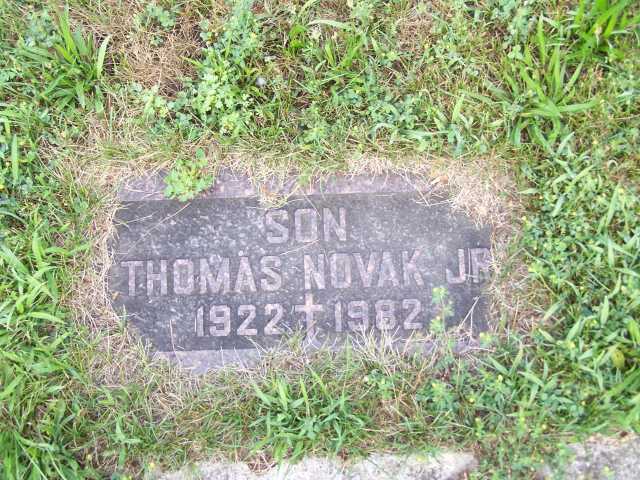 SON
THOMAS NOVAK JR
1922 † 1982